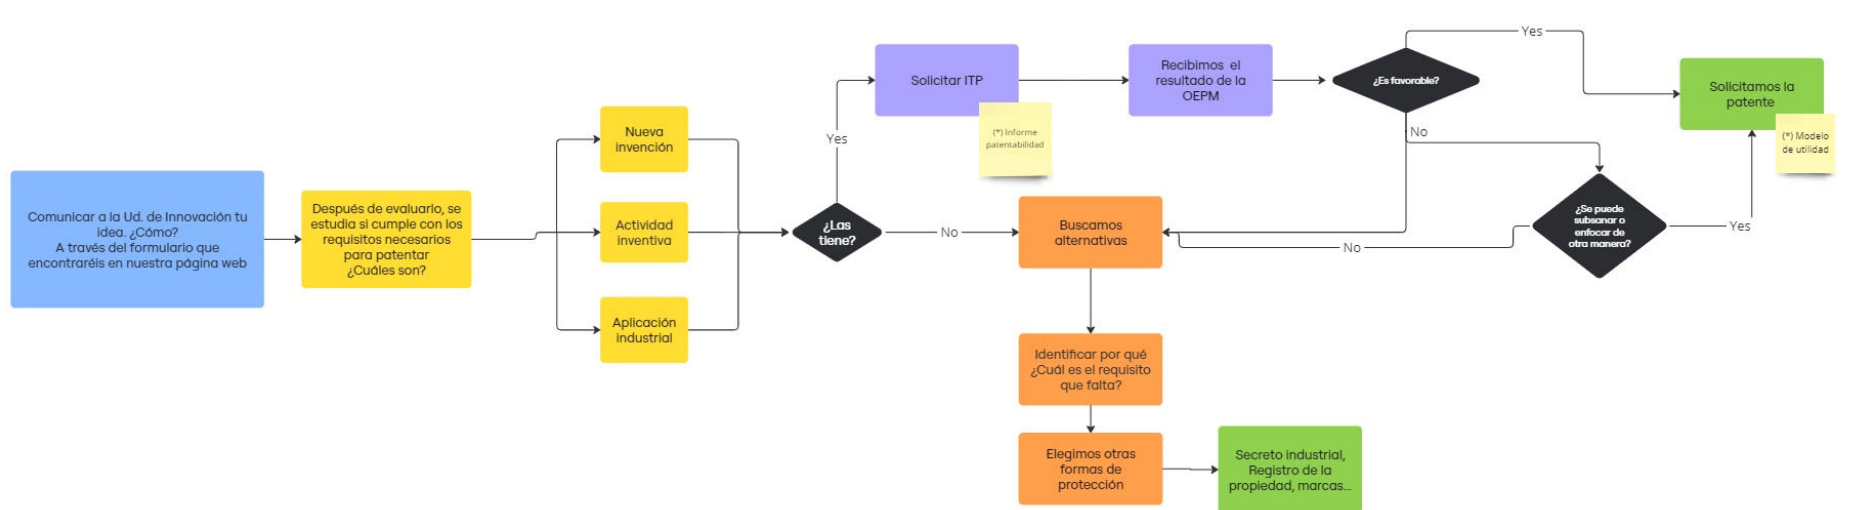 Comunicar a la Ud. de Innovación tu
idea. ¿Cómo?
A través del formulario que
encontraréis en nuestra página web
Después de evaluarlo, se
estudia si cumple con los
requisitos necesarios
para patentar
¿Cuáles son?
Nueva
invención
Actividad
inventiva
Aplicación
industrial
¿Las
tiene?
Yes
No
Solicitar ITP
(*) Informe
patentabilidad
Recibimos el
resultado de la
OEPM
¿Es favorable?
Yes
No
Solicitamos la
patente
(*) Modelo
de utilidad
¿Se puede
subsanar o
enfocar de
otra manera?
Yes
No
Buscamos
alternativas
Identificar por qué
¿Cuál es el requisito
que falta?
Elegimos otras
formas de
protección
Secreto industrial,
Registro de la
propiedad, marcas...